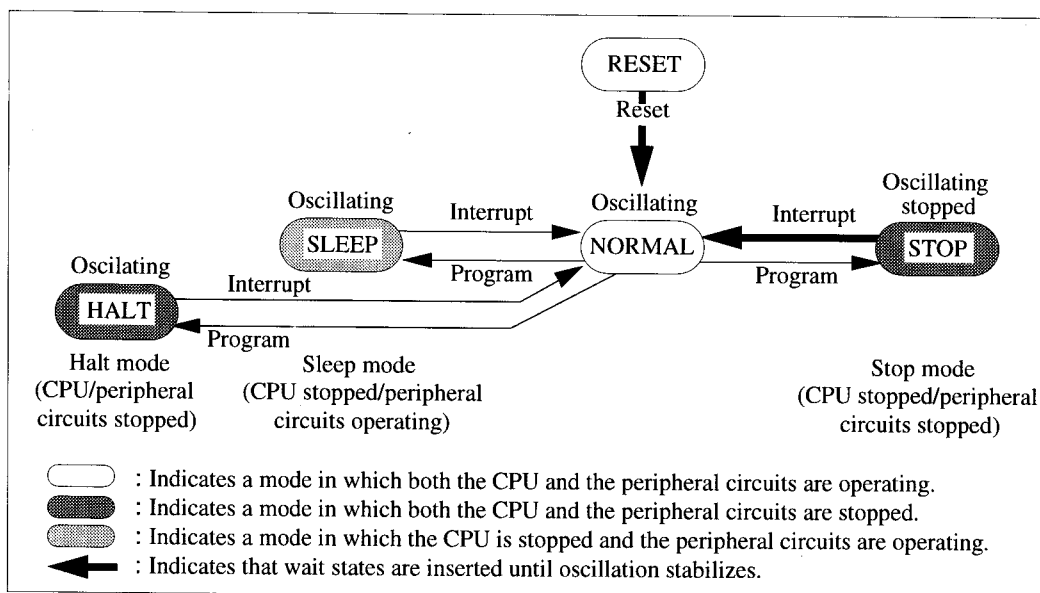 RESET
Reset
Oscillating
Interrupt
Oscillating
Interrupt
Oscillating
stopped
SLEEP
NORMAL
STOP
Program
Program
Oscilating
Interrupt
HALT
Program
Halt mode
(CPU/peripheral
circuits stopped)
Sleep mode
(CPU stopped/peripheral
circuits operating)
Stop mode
(CPU stopped/peripheral
circuits stopped)
: Indicates a mode in which both the CPU and the peripheral circuits are operating.
: Indicates a mode in which both the CPU and the peripheral circuits are stopped.
: Indicates a mode in which the CPU is stopped and the peripheral circuits are operating.
: Indicates that wait states are inserted until oscillation stabilizes.